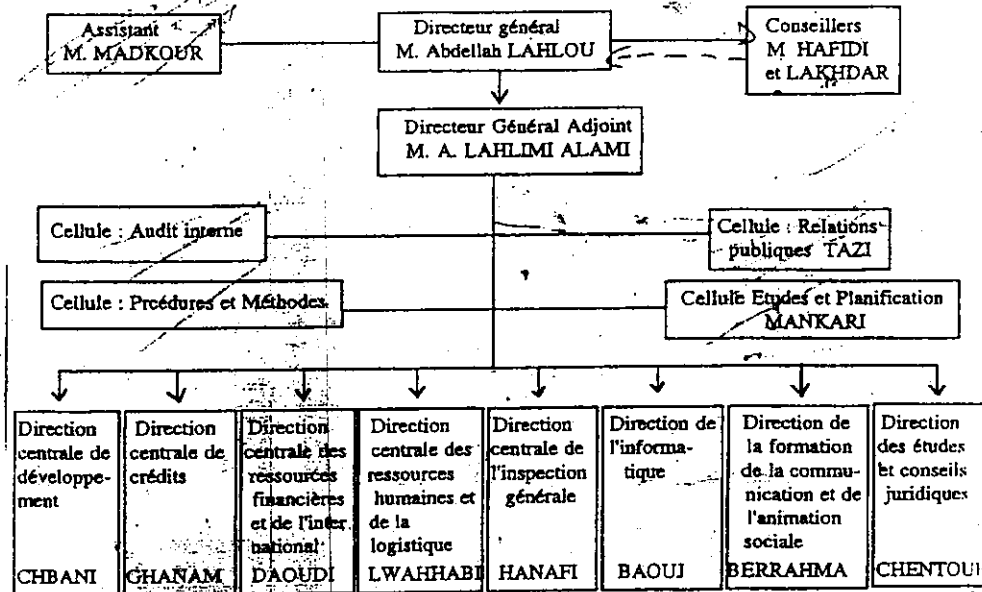 Assistant
M. MADKOUR
Directeur général
M. Abdellah LAHLOU
Conseillers
M HAFIDI
et LAKHDAR
Directeur Général Adjoint
M. A. LAHLIMI ALAMI
Cellule : Audit interne
Cellule : Relations
publiques TAZI
Cellule : Prcédures et Méthodes
Cellule Etudes et Planification
MANKARI
Direction
centrale de
développe-
ment
CHBANI
Direction
centrale de
crédits
GHANAM
Direction
centrale des
ressources
financières
et de l'inter
national
DAOUDI
Direction
centrale des
ressources
humaines et
de la
logistique
LWAHHABI
Direction
centrale de
l'inspection
générale
HANAFI
Direction de
l'informa-
tique
BAOUI
Direction de
la formation
de la commu-
nication et de
l'animation
sociale
BERRAHMA
Direction
des études
et conseils
juridiques
CHENTOUI